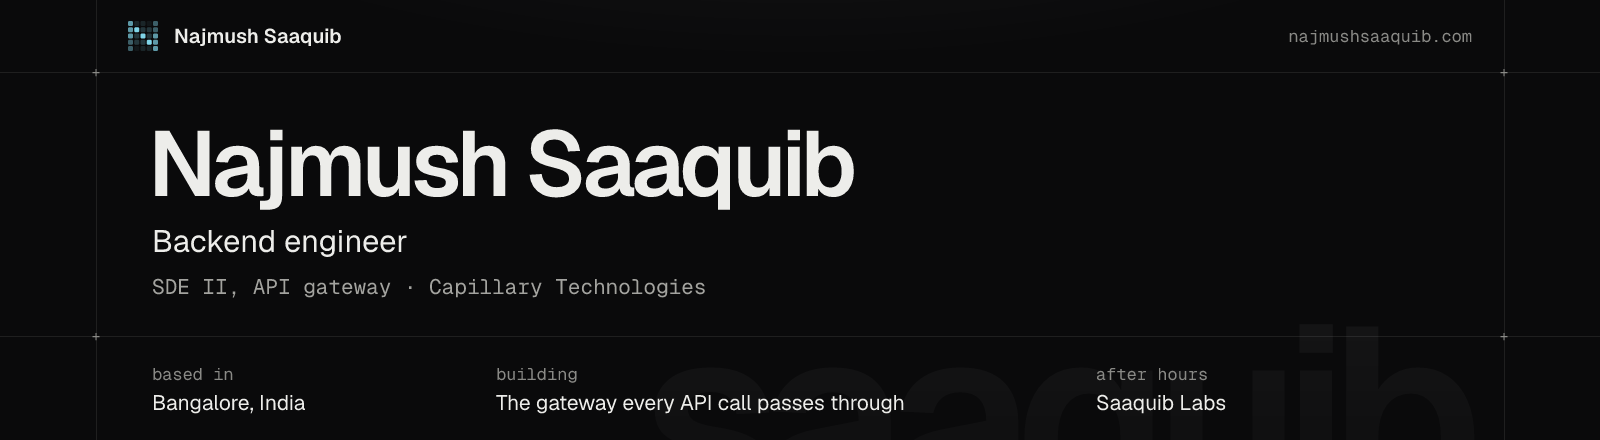 Najmush Saaquib
najmushsaaquib.com
Najmush Saaquib
Backend engineer
SDE II, API gateway · Capillary Technologies
based in
Bangalore, India
building
The gateway every API call passes through
after hours
Saaquib Labs
saaquib